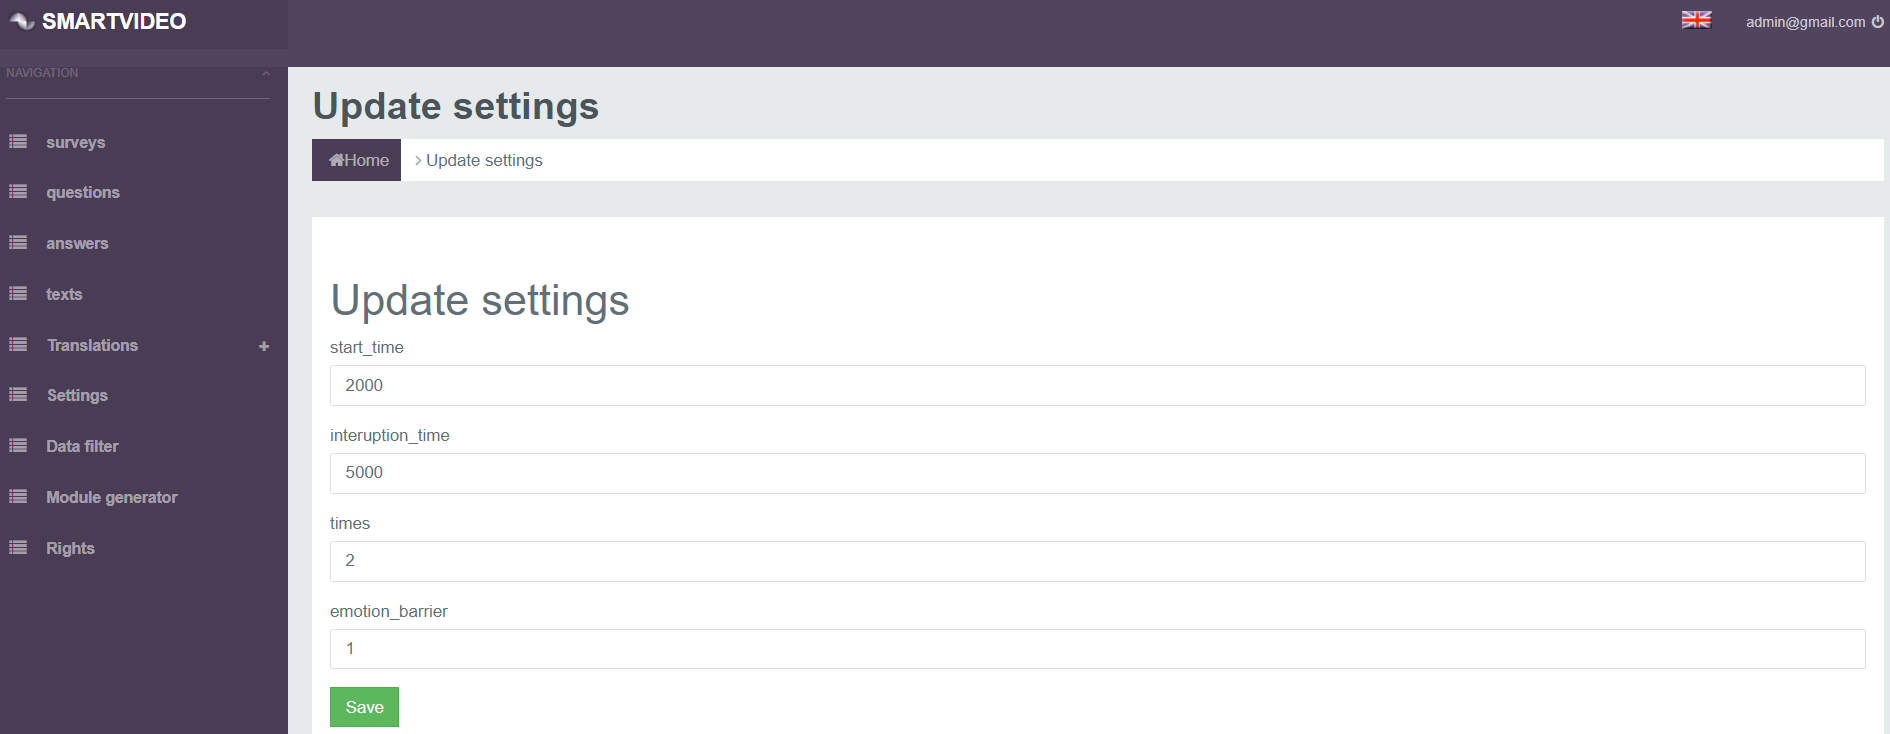 SMARTVIDEO
admin@gmail.com
NAVIGATION
surveys
questions
answers
texts
Translations
Settings
Data filter
Module generator
Rights
Update settings
Home > Update settings
Update settings
start_time
2000
interuption_time
5000
times
2
emotion_barrier
1
Save